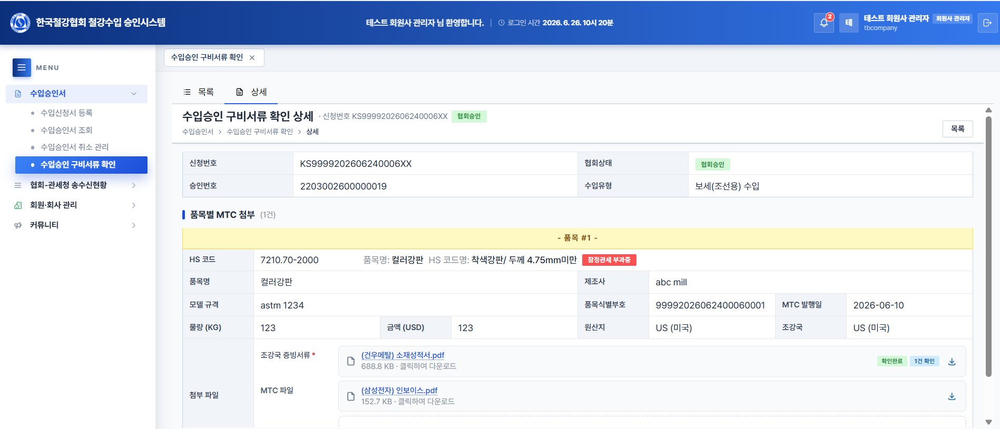 한국철강협회 철강수입 승인시스템
테스트 회원사 관리자 님 환영합니다. | 로그인 시간 2026. 6. 26. 10시 20분
2
테
테스트 회원사 관리자 회원사 관리자
tbcompany
MENU
수입승인서
수입신청서 등록
수입승인서 조회
수입승인서 취소 관리
수입승인 구비서류 확인
협회-관세청 송수신현황
회원·회사 관리
커뮤니티
수입승인 구비서류 확인 ×
목록 상세
수입승인 구비서류 확인 상세 · 신청번호 KS9999202606240006XX 협회승인
수입승인서 > 수입승인 구비서류 확인 > 상세
목록
신청번호 KS9999202606240006XX 협회상태 협회승인
승인번호 2203002600000019 수입유형 보세(조선용) 수입
품목별 MTC 첨부 (1건)
- 품목 #1 -
HS 코드 7210.70-2000 품목명: 컬러강판 HS 코드명: 착색강판/ 두께 4.75mm미만 잠정관세 부과중
품목명 컬러강판 제조사 abc mill
모델 규격 astm 1234 품목식별부호 99992026062400060001 MTC 발행일 2026-06-10
물량 (KG) 123 금액 (USD) 123 원산지 US (미국) 조강국 US (미국)
첨부 파일
조강국 증빙서류 *
(건우메탈) 소재성적서.pdf
688.8 KB · 클릭하여 다운로드
확인완료 1건 확인
MTC 파일
(삼성전자) 인보이스.pdf
152.7 KB · 클릭하여 다운로드